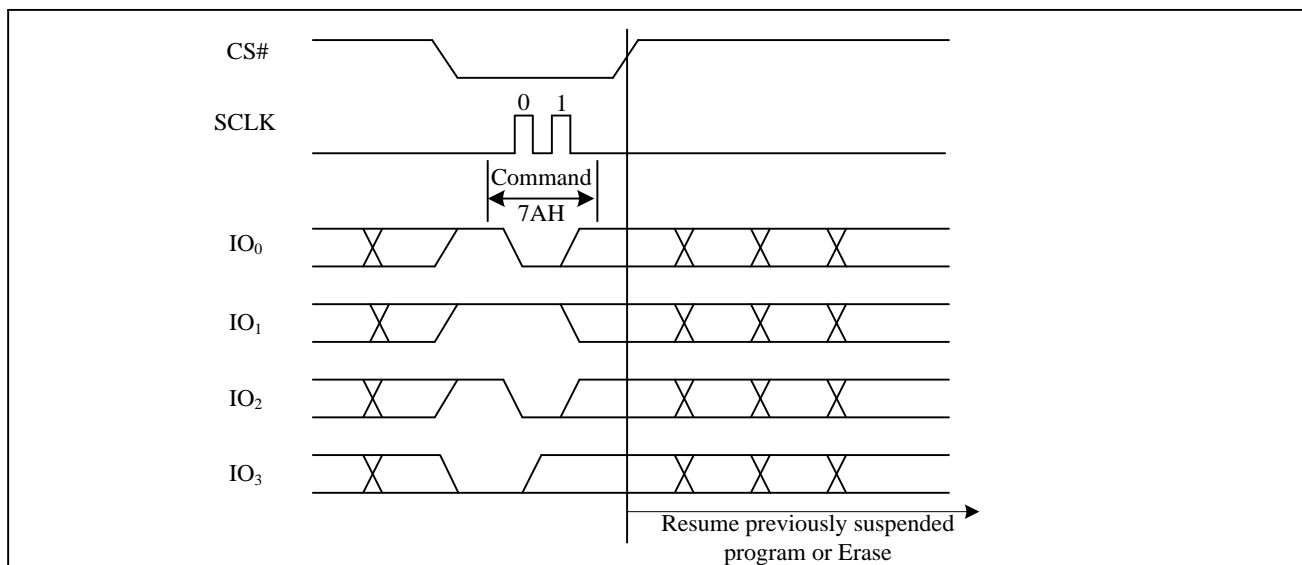 CS#
0 1
SCLK
Command
7AH
IO₀
IO₁
IO₂
IO₃
Resume previously suspended
program or Erase